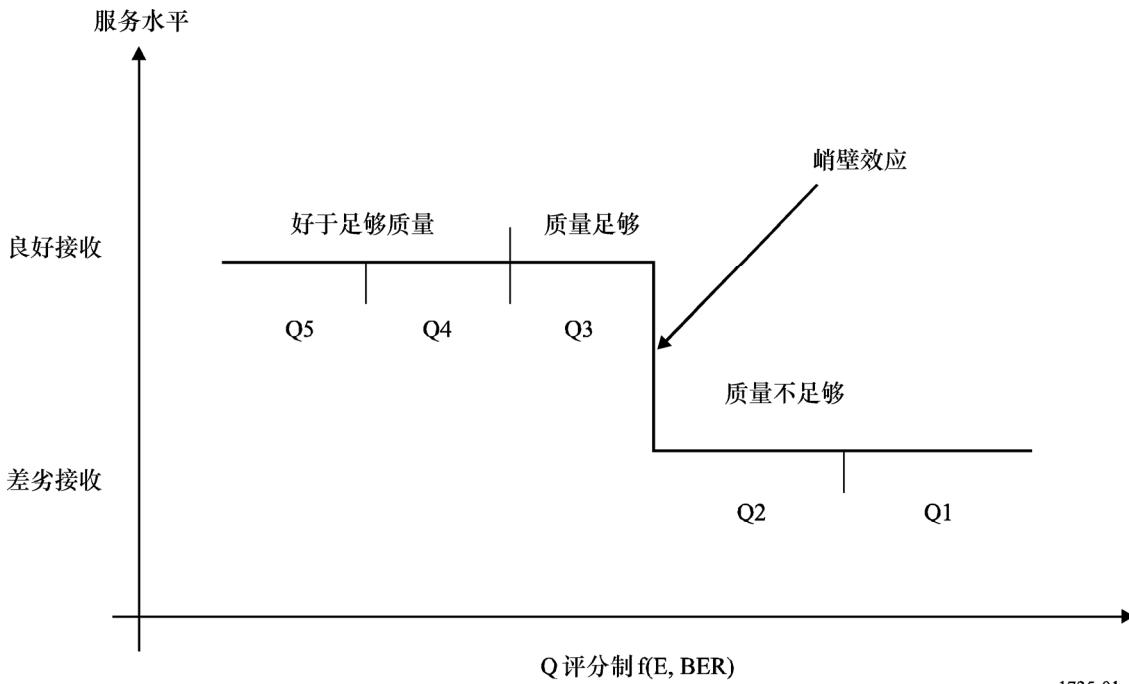 服务水平
峭壁效应
好于足够质量
质量足够
良好接收
Q5
Q4
Q3
质量不足够
差劣接收
Q2
Q1
Q 评分制 f(E, BER)